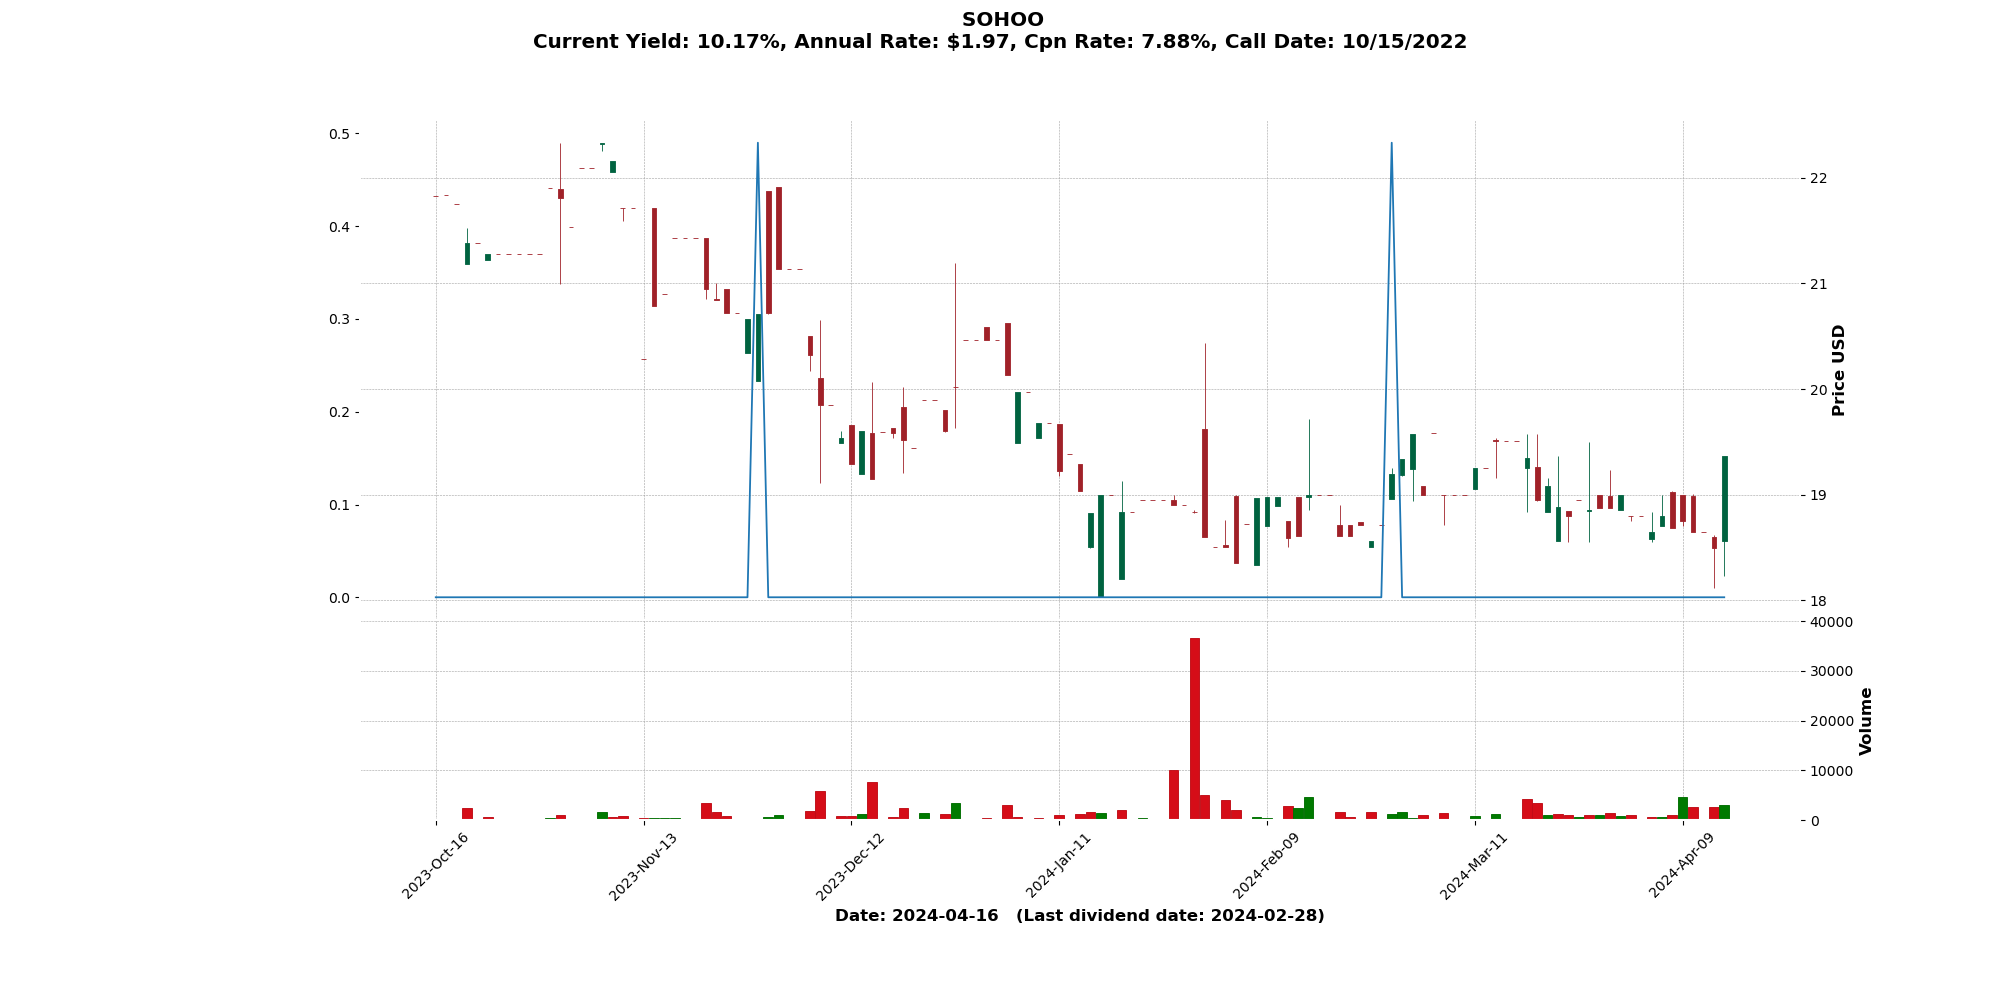 SOHOO
Current Yield: 10.17%, Annual Rate: $1.97, Cpn Rate: 7.88%, Call Date: 10/15/2022
0.5
0.4
0.3
0.2
0.1
0.0
22
21
20
19
18
Price USD
40000
30000
20000
10000
0
Volume
2023-Oct-16
2023-Nov-13
2023-Dec-12
2024-Jan-11
2024-Feb-09
2024-Mar-11
2024-Apr-09
Date: 2024-04-16 (Last dividend date: 2024-02-28)